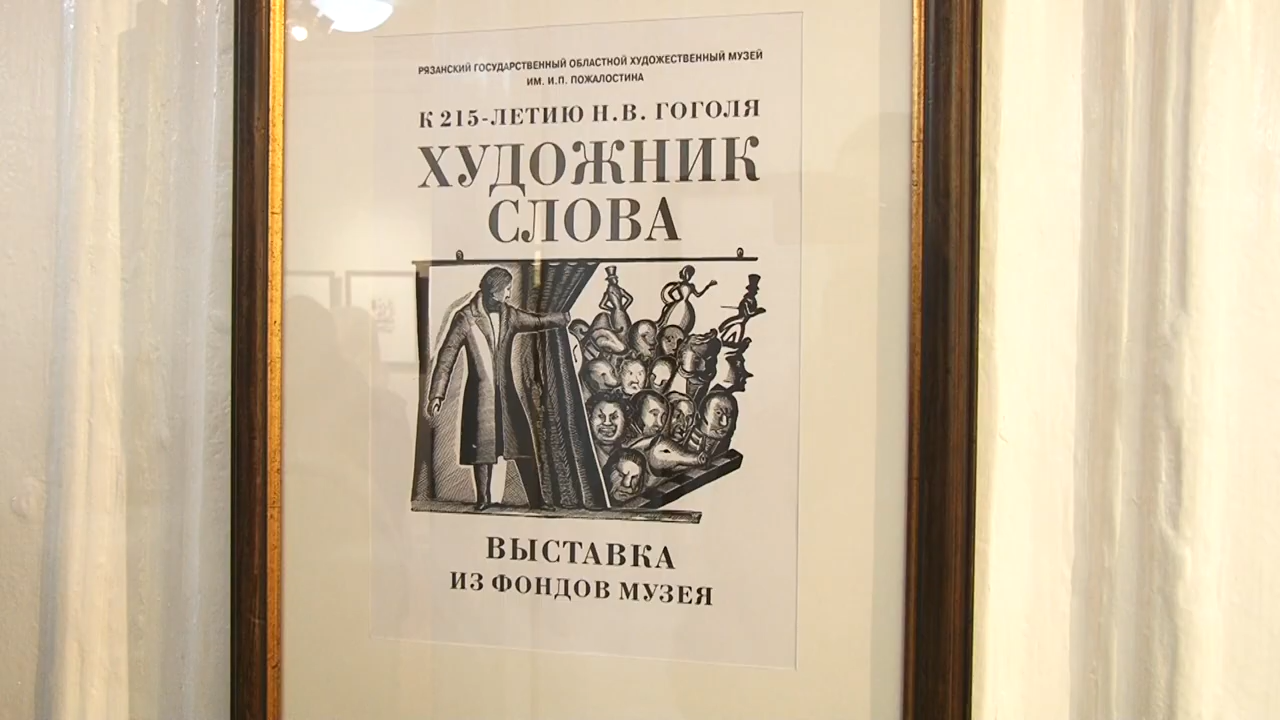 РЯЗАНСКИЙ ГОСУДАРСТВЕННЫЙ ОБЛАСТНОЙ ХУДОЖЕСТВЕННЫЙ МУЗЕЙ
ИМ. И.П. ПОЖАЛОСТИНА
К 215-ЛЕТИЮ Н.В. ГОГОЛЯ
ХУДОЖНИК
СЛОВА
ВЫСТАВКА
ИЗ ФОНДОВ МУЗЕЯ